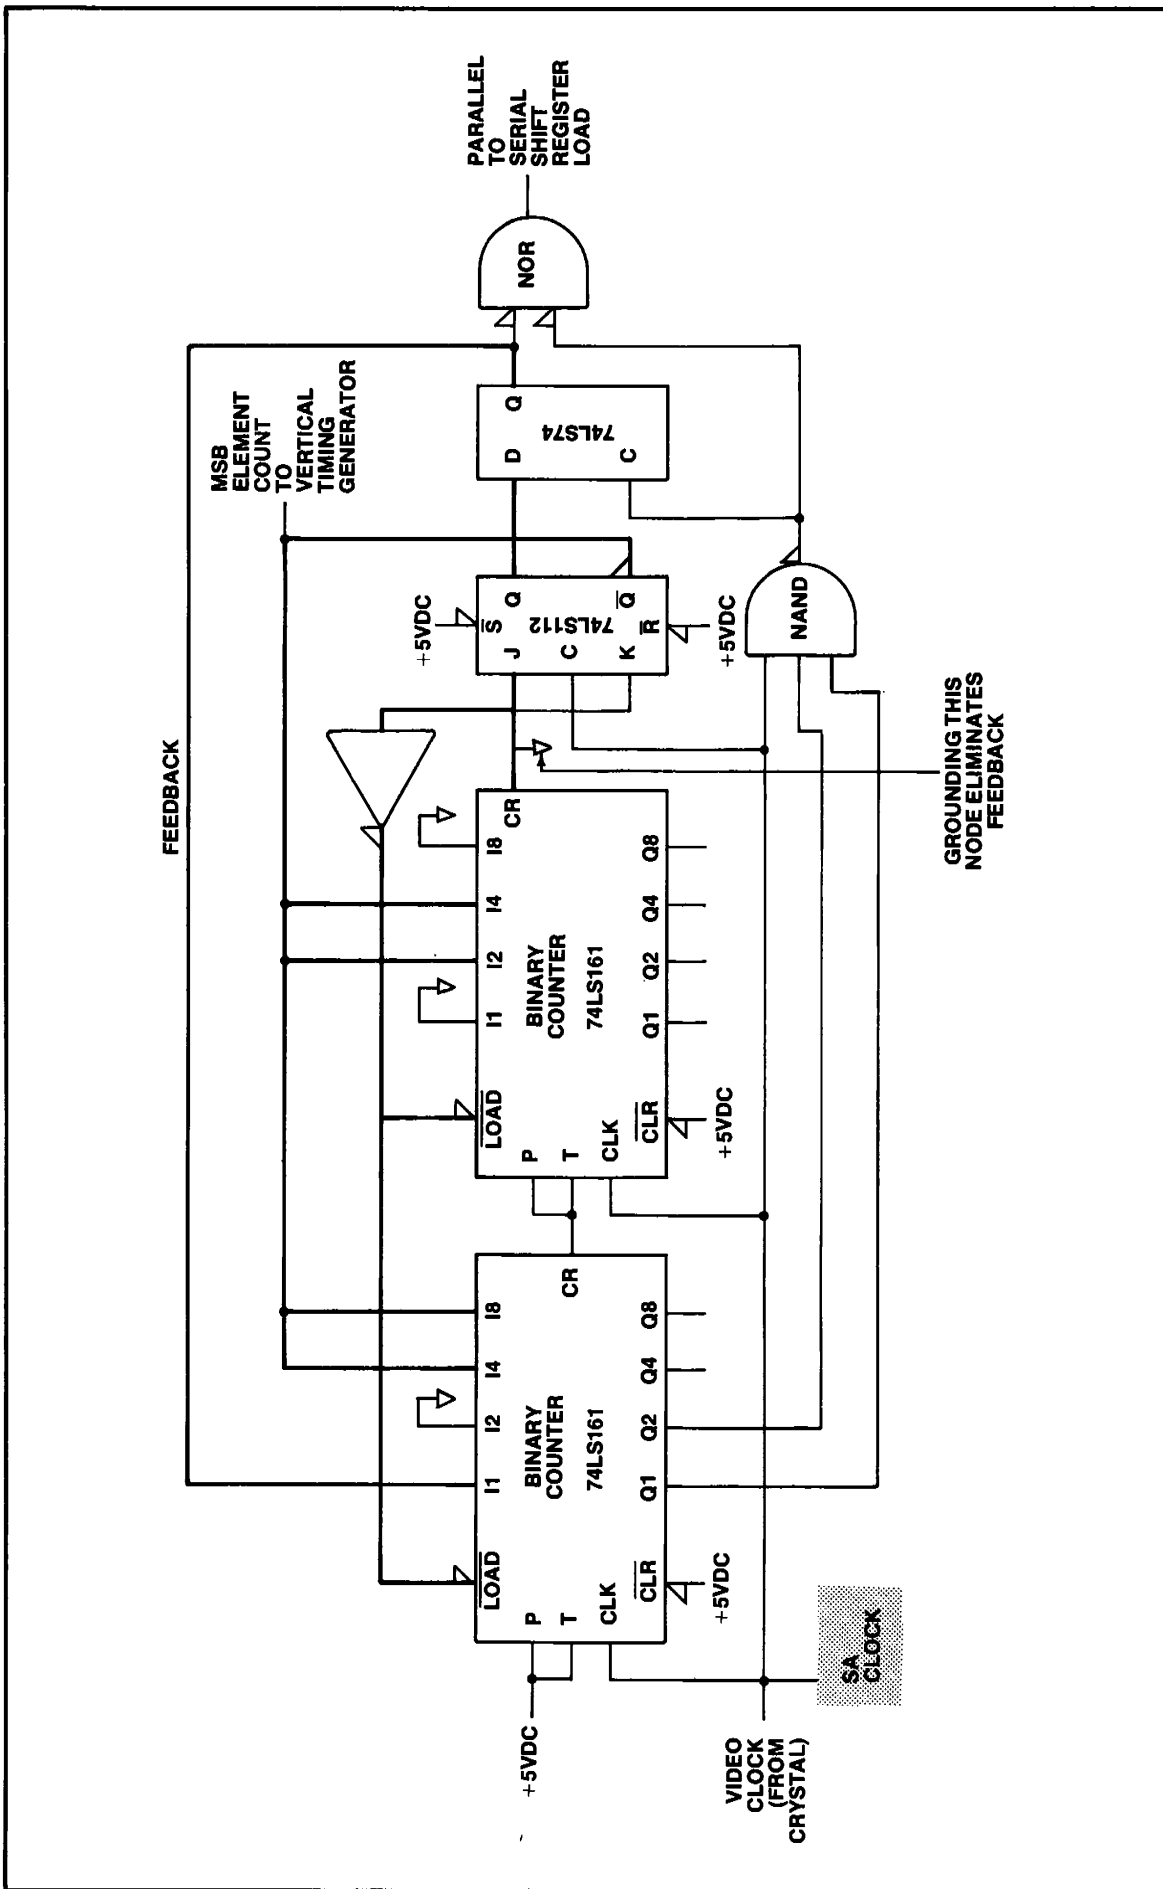 FEEDBACK
MSB
ELEMENT
COUNT
TO
VERTICAL
TIMING
GENERATOR
PARALLEL
TO
SERIAL
SHIFT
REGISTER
LOAD
+5VDC
P
T
CLK
LOAD
I1
I2
I4
I8
BINARY
COUNTER
74LS161
CR
CLR
Q1
Q2
Q4
Q8
+5VDC
P
T
CLK
LOAD
I1
I2
I4
I8
BINARY
COUNTER
74LS161
CR
CLR
Q1
Q2
Q4
Q8
+5VDC
+5VDC
S
J
Q
C
74LS112
K
Q
R
+5VDC
D
Q
74LS74
C
NOR
NAND
VIDEO
CLOCK
(FROM
CRYSTAL)
SA
CLOCK
GROUNDING THIS
NODE ELIMINATES
FEEDBACK